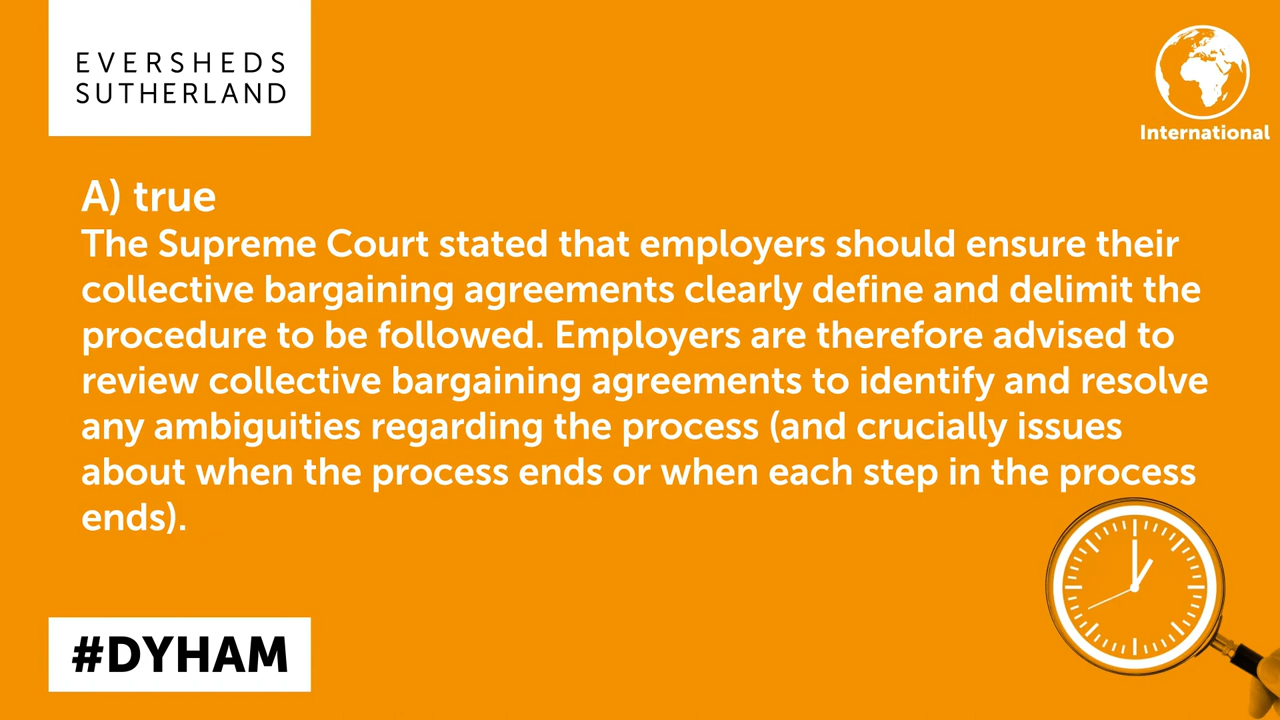 EVERSHEDS
SUTHERLAND
International
A) true
The Supreme Court stated that employers should ensure their
collective bargaining agreements clearly define and delimit the
procedure to be followed. Employers are therefore advised to
review collective bargaining agreements to identify and resolve
any ambiguities regarding the process (and crucially issues
about when the process ends or when each step in the process
ends).
#DYHAM